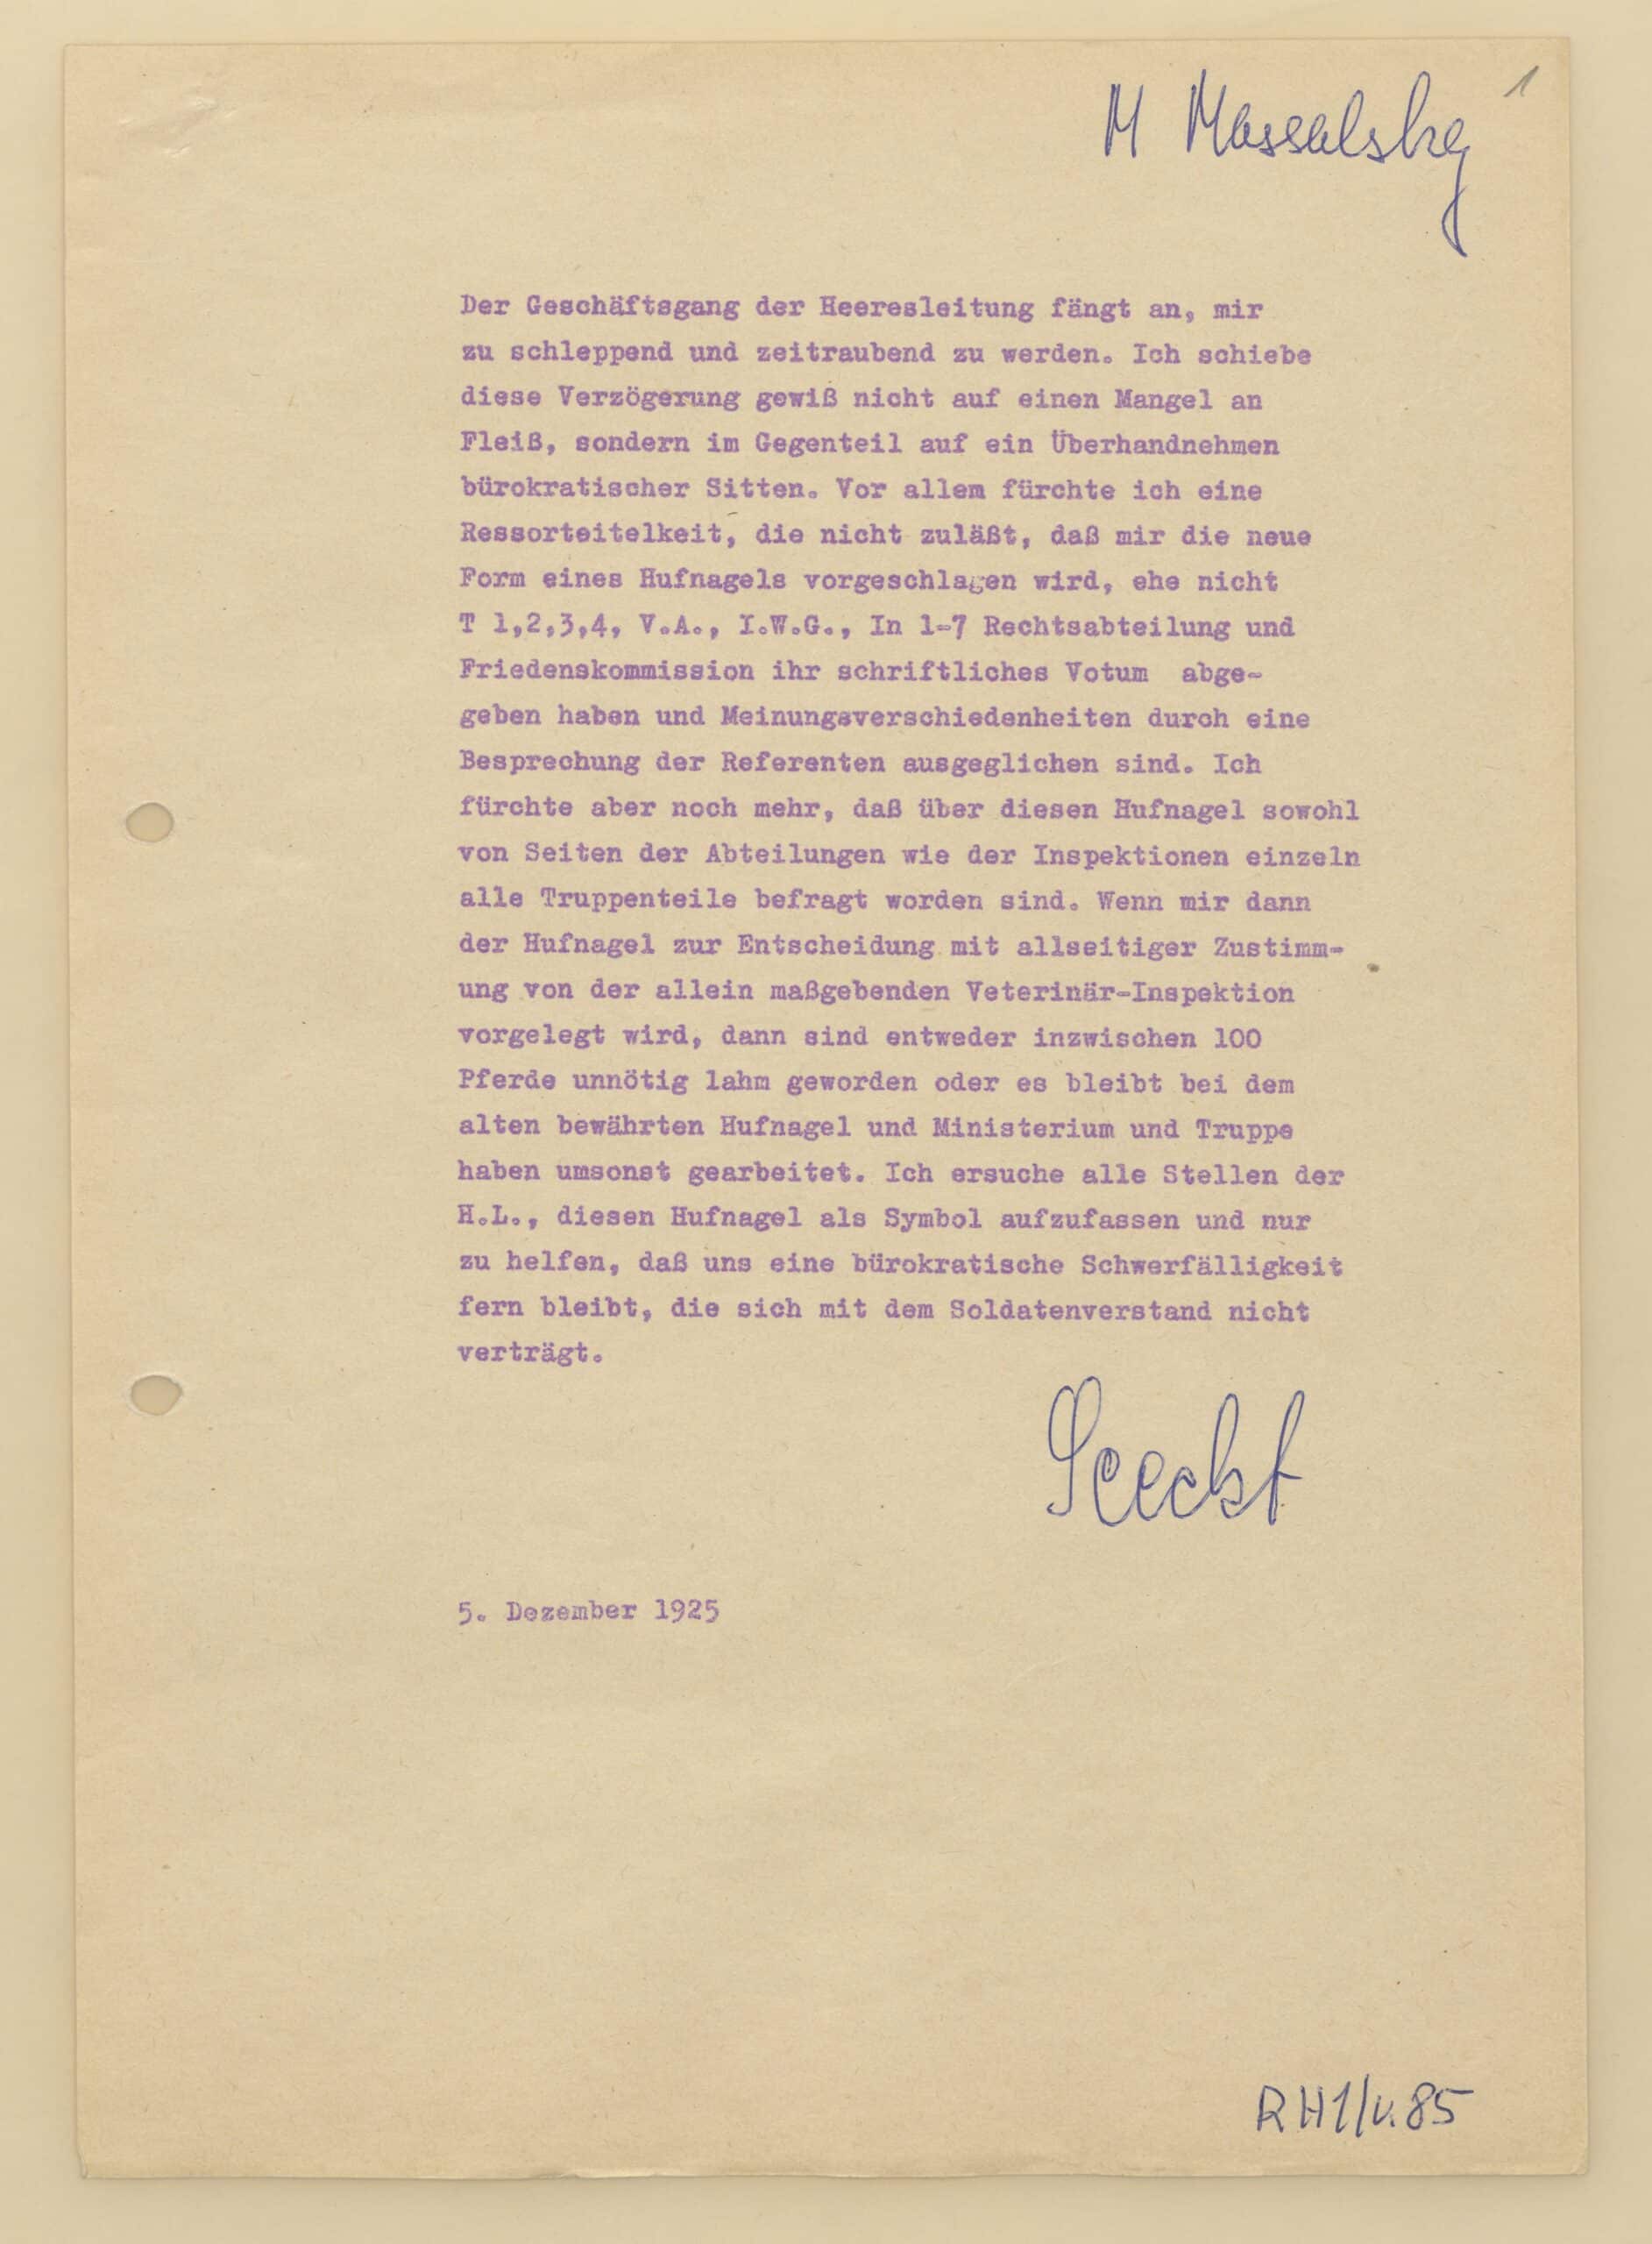 1
M Massalsky
Der Geschäftsgang der Heeresleitung fängt an, mir
zu schleppend und zeitraubend zu werden. Ich schiebe
diese Verzögerung gewiß nicht auf einen Mangel an
Fleiß, sondern im Gegenteil auf ein Überhandnehmen
bürokratischer Sitten. Vor allem fürchte ich eine
Ressorteitelkeit, die nicht zuläßt, daß mir die neue
Form eines Hufnagels vorgeschlagen wird, ehe nicht
T 1,2,3,4, V.A., I.W.G., In 1-7 Rechtsabteilung und
Friedenskommission ihr schriftliches Votum abge-
geben haben und Meinungsverschiedenheiten durch eine
Besprechung der Referenten ausgeglichen sind. Ich
fürchte aber noch mehr, daß über diesen Hufnagel sowohl
von Seiten der Abteilungen wie der Inspektionen einzeln
alle Truppenteile befragt worden sind. Wenn mir dann
der Hufnagel zur Entscheidung mit allseitiger Zustimm-
ung von der allein maßgebenden Veterinär-Inspektion
vorgelegt wird, dann sind entweder inzwischen 100
Pferde unnötig lahm geworden oder es bleibt bei dem
alten bewährten Hufnagel und Ministerium und Truppe
haben umsonst gearbeitet. Ich ersuche alle Stellen der
H.L., diesen Hufnagel als Symbol aufzufassen und nur
zu helfen, daß uns eine bürokratische Schwerfälligkeit
fern bleibt, die sich mit dem Soldatenverstand nicht
verträgt.
Seeckt
5. Dezember 1925
RH1/v.85